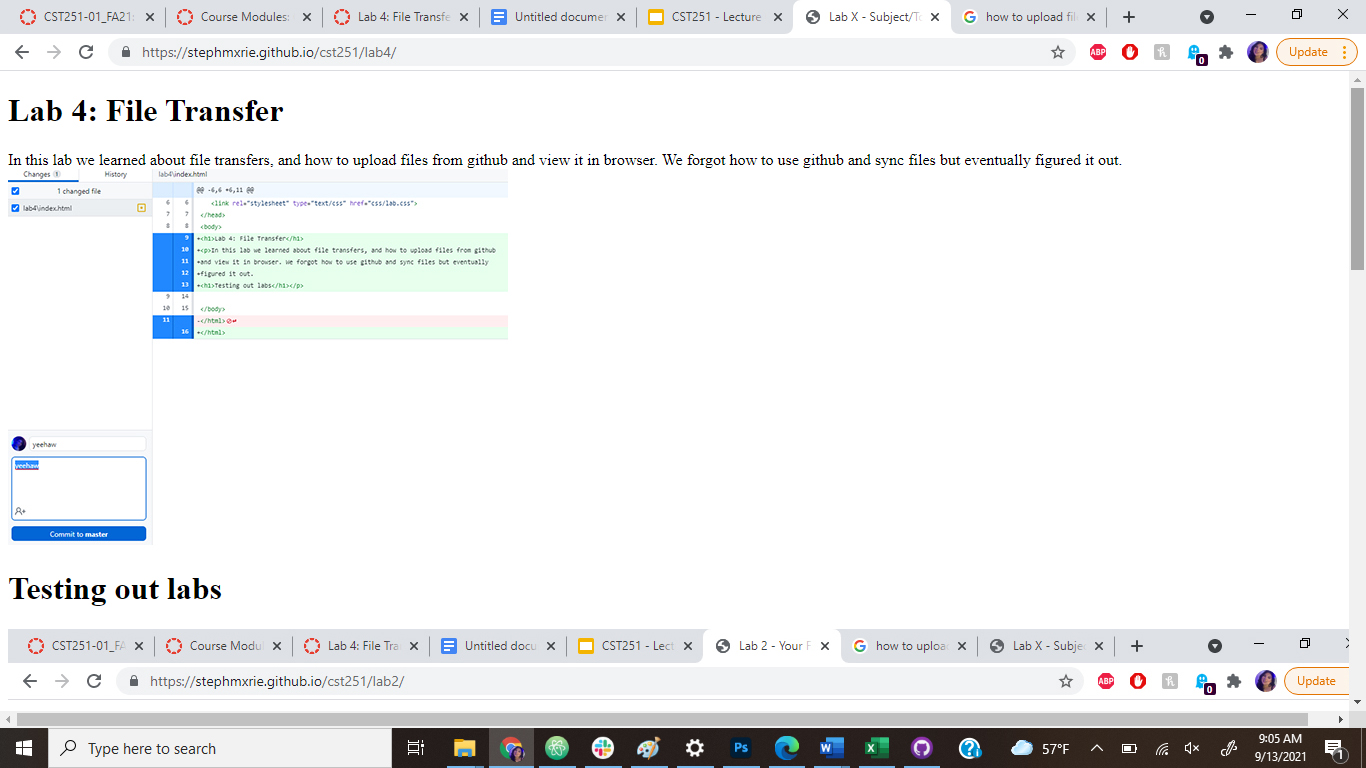 CST251-01_FA21:
Course Modules:
Lab 4: File Transfe
Untitled documen
CST251 - Lecture
Lab X - Subject/To
how to upload fil
https://stephmxrie.github.io/cst251/lab4/
ABP
0
Update
Lab 4: File Transfer
In this lab we learned about file transfers, and how to upload files from github and view it in browser. We forgot how to use github and sync files but eventually figured it out.
Changes 1 History lab4\index.html
1 changed file @@ -6,6 +6,11 @@
lab4\index.html
6 6 <link rel="stylesheet" type="text/css" href="css/lab.css">
7 7 </head>
8 8 <body>
9 +<h1>Lab 4: File Transfer</h1>
10 +<p>In this lab we learned about file transfers, and how to upload files from github
11 +and view it in browser. We forgot how to use github and sync files but eventually
12 +figured it out.
13 +<h1>Testing out labs</h1></p>
9 14
10 15 </body>
11 -</html>
16 +</html>
yeehaw
yeehaw
Commit to master
Testing out labs
CST251-01_FA
Course Modul
Lab 4: File Tra
Untitled docu
CST251 - Lect
Lab 2 - Your F
how to uploa
Lab X - Subje
https://stephmxrie.github.io/cst251/lab2/
ABP
0
Update
Type here to search
Ps
57°F
9:05 AM
9/13/2021
1